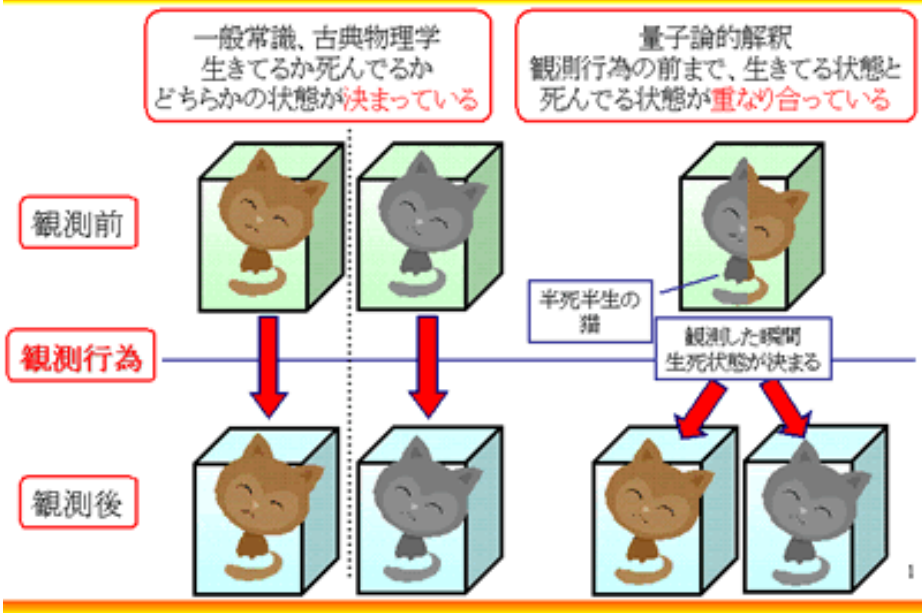 一般常識、古典物理学
生きてるか死んでるか
どちらかの状態が決まっている
量子論的解釈
観測行為の前まで、生きてる状態と
死んでる状態が重なり合っている
観測前
半死半生の
猫
観測行為
観測した瞬間
生死状態が決まる
観測後
1